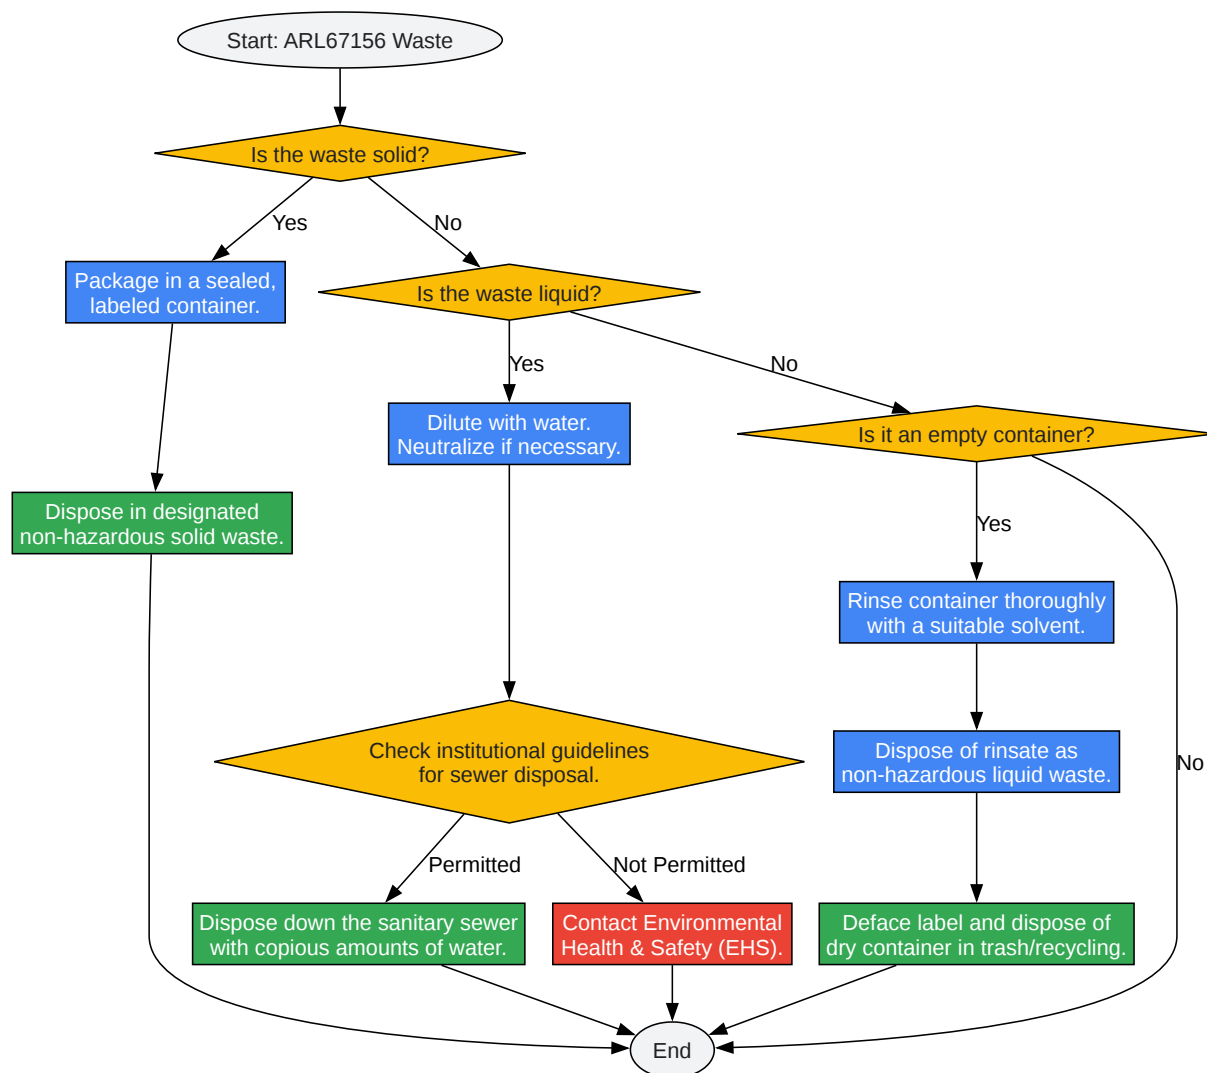 Start: ARL67156 Waste
Is the waste solid?
Yes
No
Package in a sealed,
labeled container.
Is the waste liquid?
Yes
No
Dilute with water.
Neutralize if necessary.
Is it an empty container?
Dispose in designated
non-hazardous solid waste.
Yes
No
Rinse container thoroughly
with a suitable solvent.
Check institutional guidelines
for sewer disposal.
Dispose of rinsate as
non-hazardous liquid waste.
Permitted
Not Permitted
Dispose down the sanitary sewer
with copious amounts of water.
Contact Environmental
Health & Safety (EHS).
Deface label and dispose of
dry container in trash/recycling.
End